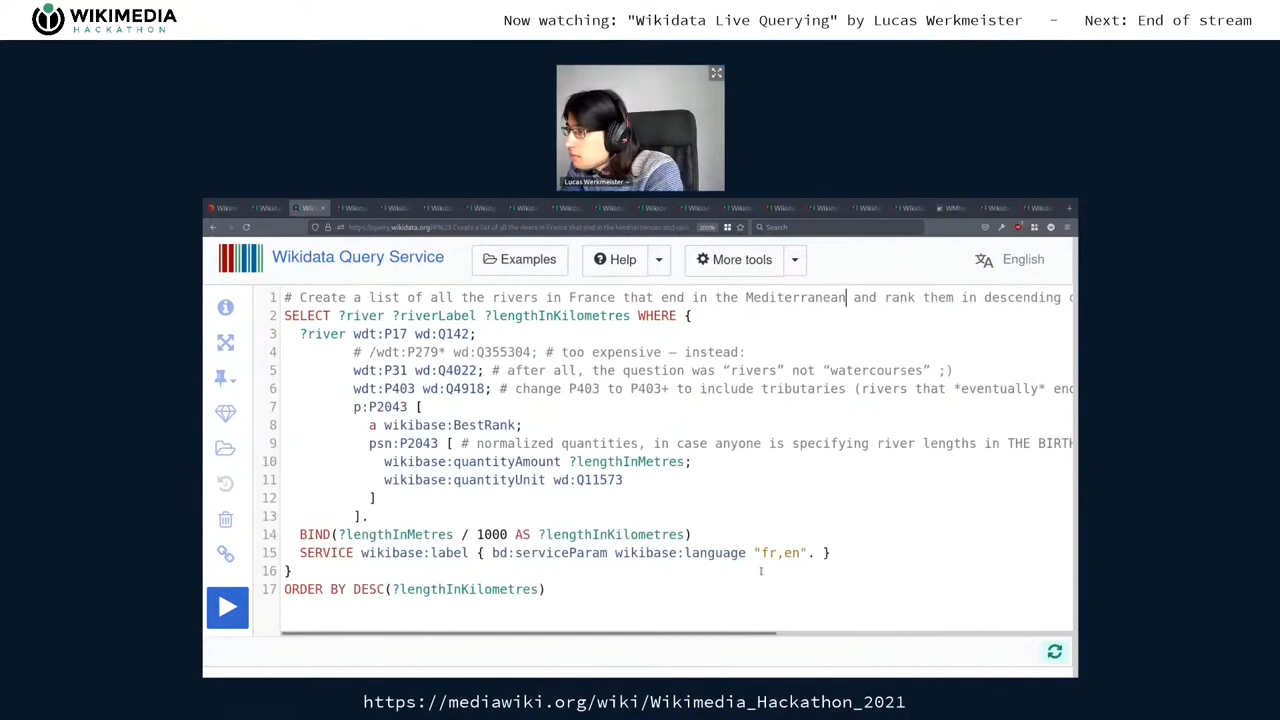 WIKIMEDIA
HACKATHON
Now watching: "Wikidata Live Querying" by Lucas Werkmeister - Next: End of stream
Lucas Werkmeister
Search
Wikidata Query Service
Examples
Help
More tools
English
1 # Create a list of all the rivers in France that end in the Mediterranean and rank them in descending
2 SELECT ?river ?riverLabel ?lengthInKilometres WHERE {
3 ?river wdt:P17 wd:Q142;
4 # /wdt:P279* wd:Q355304; # too expensive – instead:
5 wdt:P31 wd:Q4022; # after all, the question was “rivers” not “watercourses” ;)
6 wdt:P403 wd:Q4918; # change P403 to P403+ to include tributaries (rivers that *eventually* end
7 p:P2043 [
8 a wikibase:BestRank;
9 psn:P2043 [ # normalized quantities, in case anyone is specifying river lengths in THE BIRTH
10 wikibase:quantityAmount ?lengthInMetres;
11 wikibase:quantityUnit wd:Q11573
12 ]
13 ].
14 BIND(?lengthInMetres / 1000 AS ?lengthInKilometres)
15 SERVICE wikibase:label { bd:serviceParam wikibase:language "fr,en". }
16 }
17 ORDER BY DESC(?lengthInKilometres)
https://mediawiki.org/wiki/Wikimedia_Hackathon_2021